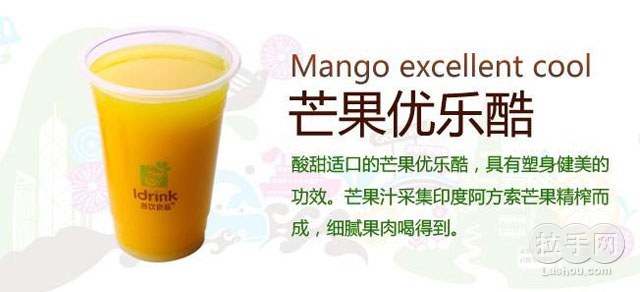 Mango excellent cool
芒果优乐酷
酸甜适口的芒果优乐酷，具有塑身健美的
功效。芒果汁采集印度阿方索芒果精榨而
成，细腻果肉喝得到。
Idrink
拉手网
Lashou.com